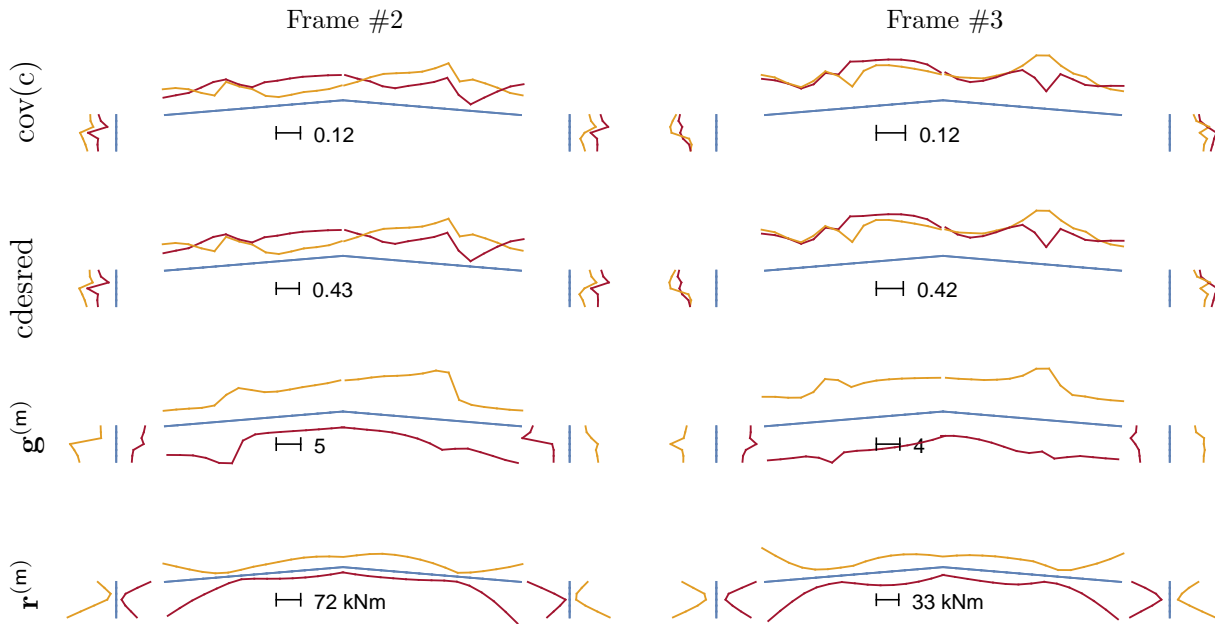 Frame #2 Frame #3
cov(c) 0.12 0.12
cdesred 0.43 0.42
g(m) 5 4
r(m) 72 kNm 33 kNm